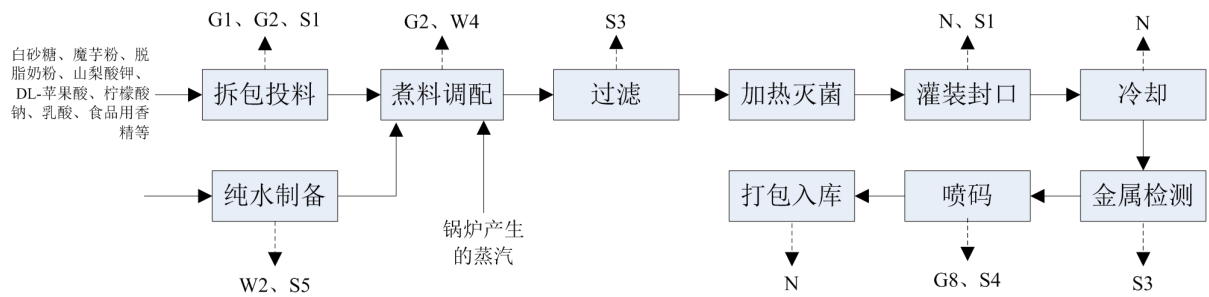 G1、G2、S1
G2、W4
S3
N、S1
N
白砂糖、魔芋粉、脱
脂奶粉、山梨酸钾、
DL-苹果酸、柠檬酸
钠、乳酸、食品用香
精等
拆包投料
煮料调配
过滤
加热灭菌
灌装封口
冷却
纯水制备
锅炉产生
的蒸汽
打包入库
喷码
金属检测
W2、S5
N
G8、S4
S3